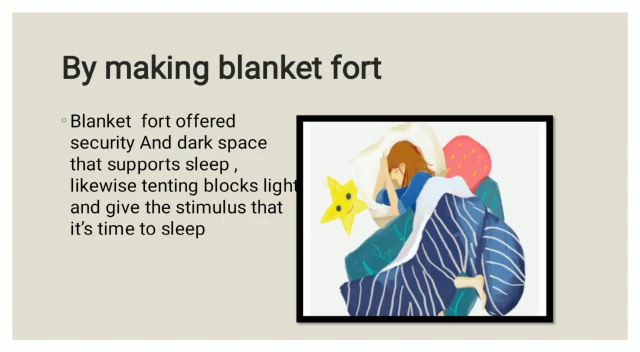 By making blanket fort
Blanket  fort offered
security And dark space
that supports sleep ,
likewise tenting blocks light
and give the stimulus that
it's time to sleep